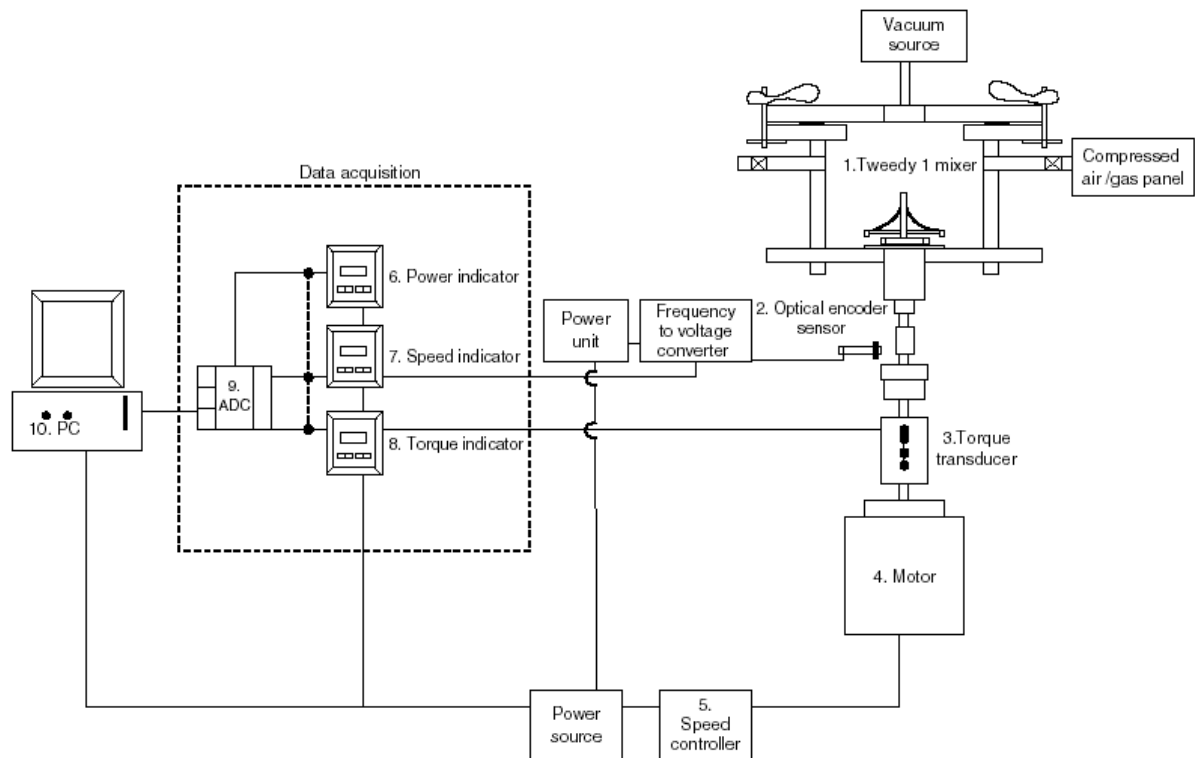 Vacuum
source
1.Tweedy 1 mixer
Compressed
air /gas panel
Data acquisition
6. Power indicator
7. Speed indicator
8. Torque indicator
9.
ADC
10. PC
Power
unit
Frequency
to voltage
converter
2. Optical encoder
sensor
3.Torque
transducer
4. Motor
Power
source
5.
Speed
controller